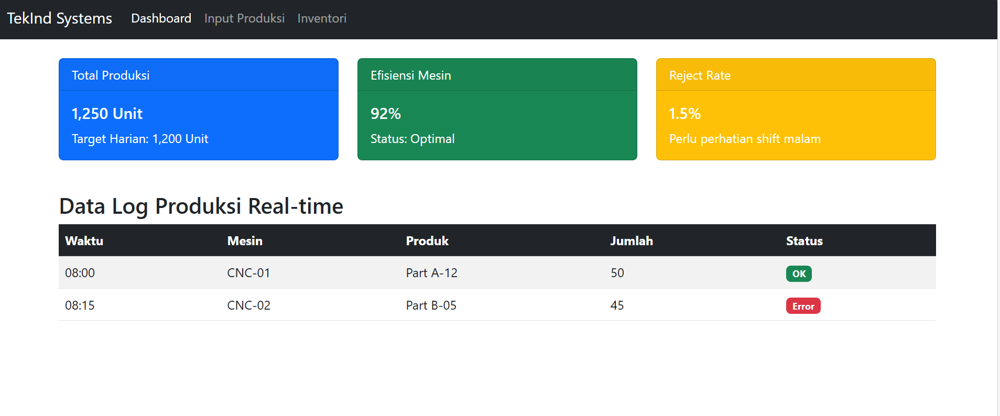 TekInd Systems Dashboard Input Produksi Inventori
Total Produksi
1,250 Unit
Target Harian: 1,200 Unit
Efisiensi Mesin
92%
Status: Optimal
Reject Rate
1.5%
Perlu perhatian shift malam
Data Log Produksi Real-time
Waktu Mesin Produk Jumlah Status
08:00 CNC-01 Part A-12 50 OK
08:15 CNC-02 Part B-05 45 Error